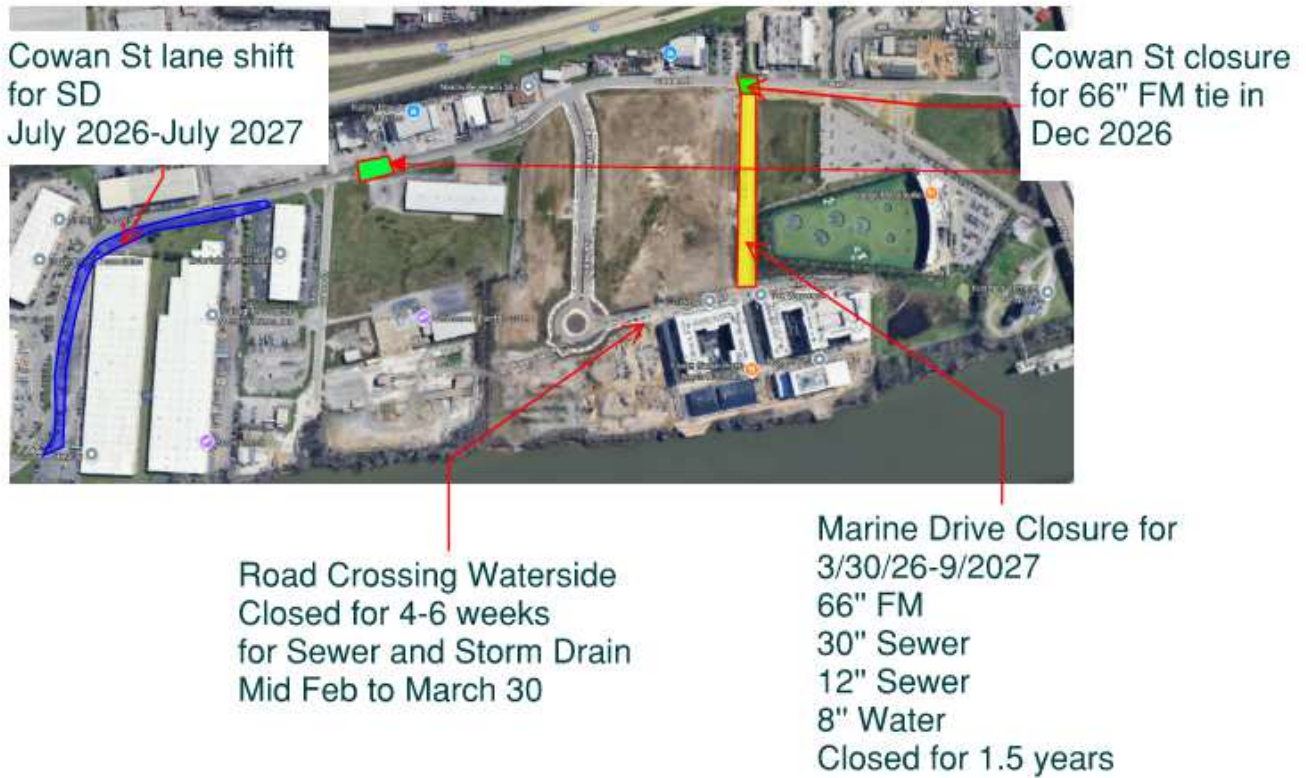 Cowan St lane shift
for SD
July 2026-July 2027
Cowan St closure
for 66" FM tie in
Dec 2026
Road Crossing Waterside
Closed for 4-6 weeks
for Sewer and Storm Drain
Mid Feb to March 30
Marine Drive Closure for
3/30/26-9/2027
66" FM
30" Sewer
12" Sewer
8" Water
Closed for 1.5 years